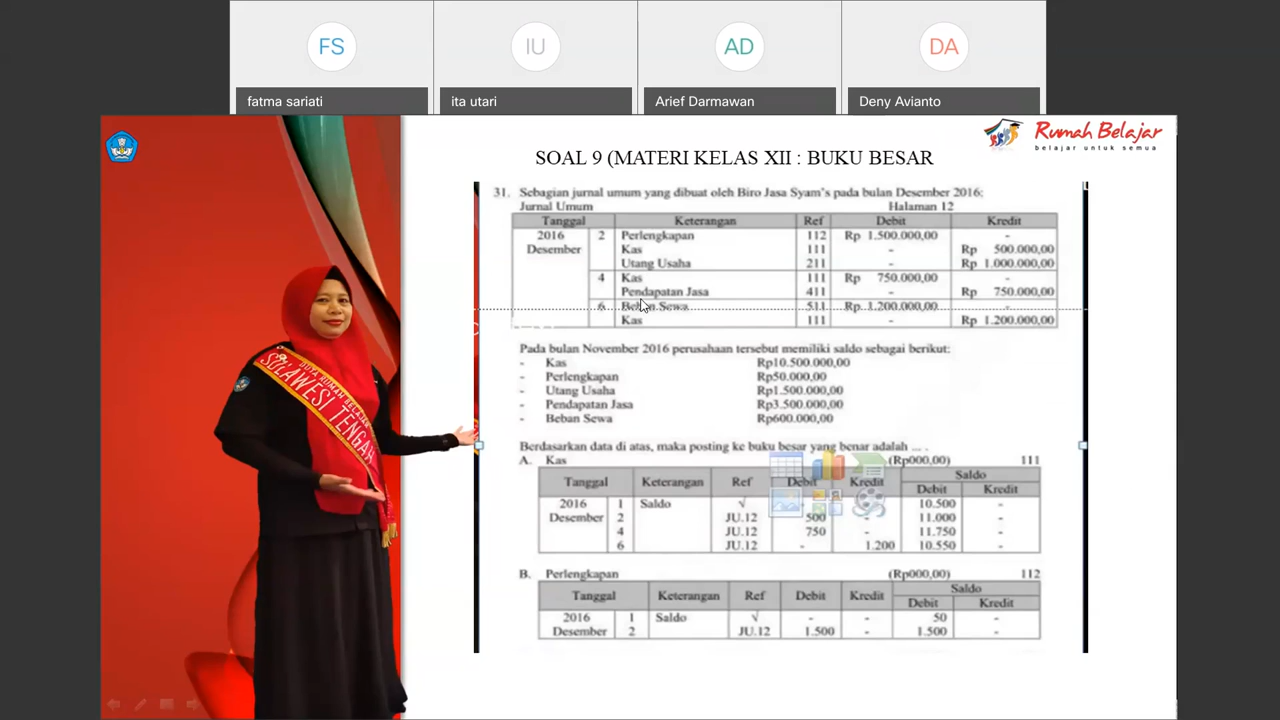 FS
IU
AD
DA
fatma sariati
ita utari
Arief Darmawan
Deny Avianto
Rumah Belajar
belajar untuk semua
SOAL 9 (MATERI KELAS XII : BUKU BESAR
31. Sebagian jurnal umum yang dibuat oleh Biro Jasa Syam's pada bulan Desember 2016:
Jurnal Umum Halaman 12
Tanggal Keterangan Ref Debit Kredit
2016 2 Perlengkapan 112 Rp 1.500.000,00 -
Desember Kas 111 - Rp 500.000,00
Utang Usaha 211 - Rp 1.000.000,00
4 Kas 111 Rp 750.000,00 -
Pendapatan Jasa 411 - Rp 750.000,00
6 Beban Sewa 511 Rp 1.200.000,00 -
Kas 111 - Rp 1.200.000,00
Pada bulan November 2016 perusahaan tersebut memiliki saldo sebagai berikut:
- Kas Rp10.500.000,00
- Perlengkapan Rp50.000,00
- Utang Usaha Rp1.500.000,00
- Pendapatan Jasa Rp3.500.000,00
- Beban Sewa Rp600.000,00
Berdasarkan data di atas, maka posting ke buku besar yang benar adalah ... .
A. Kas (Rp000,00) 111
Tanggal Keterangan Ref Debit Kredit Saldo
Debit Kredit
2016 1 Saldo √ 10.500 -
Desember 2 JU.12 500 - 11.000 -
4 JU.12 750 - 11.750 -
6 JU.12 - 1.200 10.550 -
B. Perlengkapan (Rp000,00) 112
Tanggal Keterangan Ref Debit Kredit Saldo
Debit Kredit
2016 1 Saldo √ - - 50 -
Desember 2 JU.12 1.500 - 1.500 -
DUTA RUMAH BELAJAR
SULAWESI TENGAH